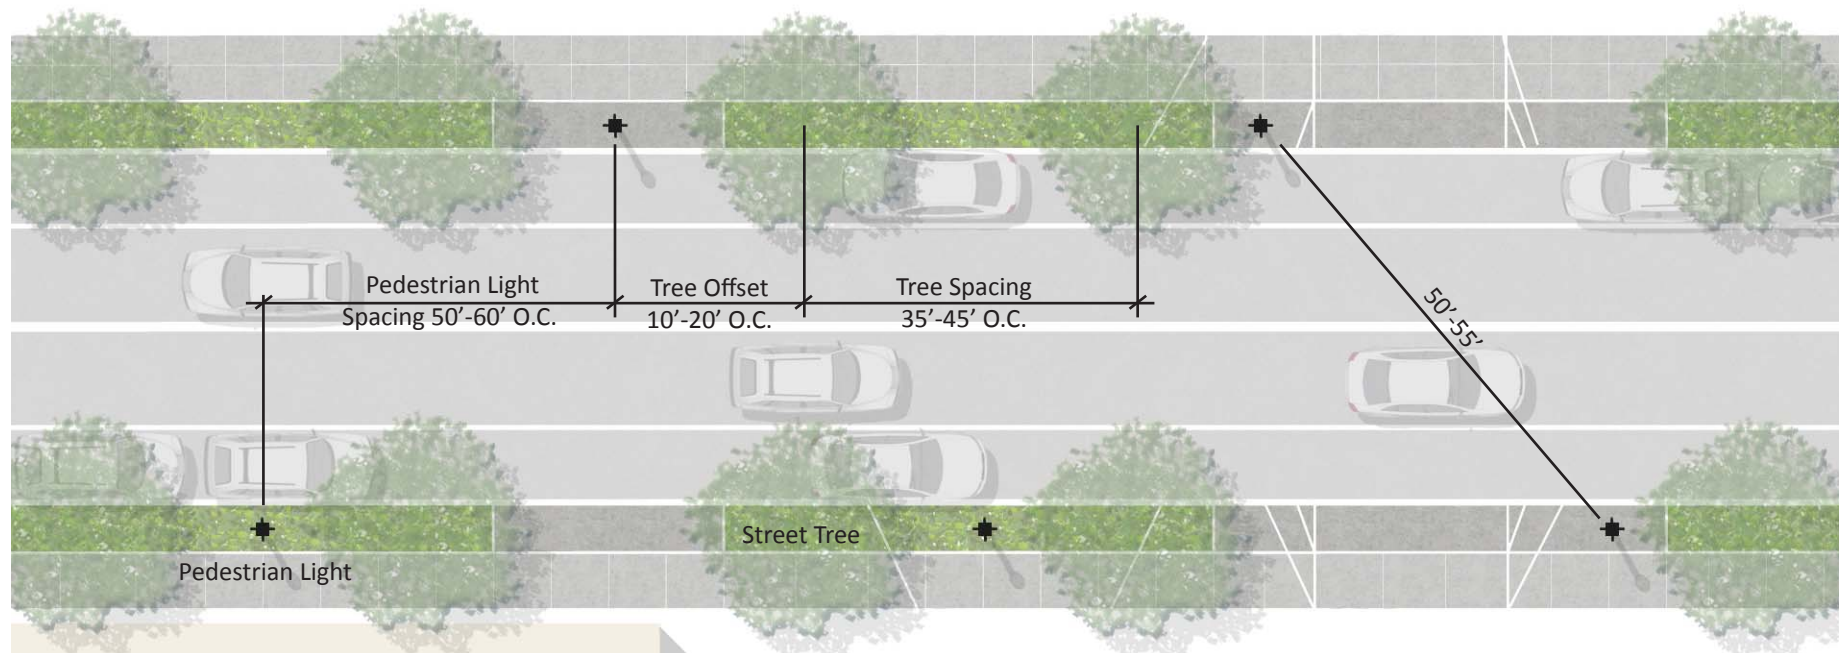 Pedestrian Light
Spacing 50’-60’ O.C.
Tree Offset
10’-20’ O.C.
Tree Spacing
35’-45’ O.C.
50’-55’
Street Tree
Pedestrian Light